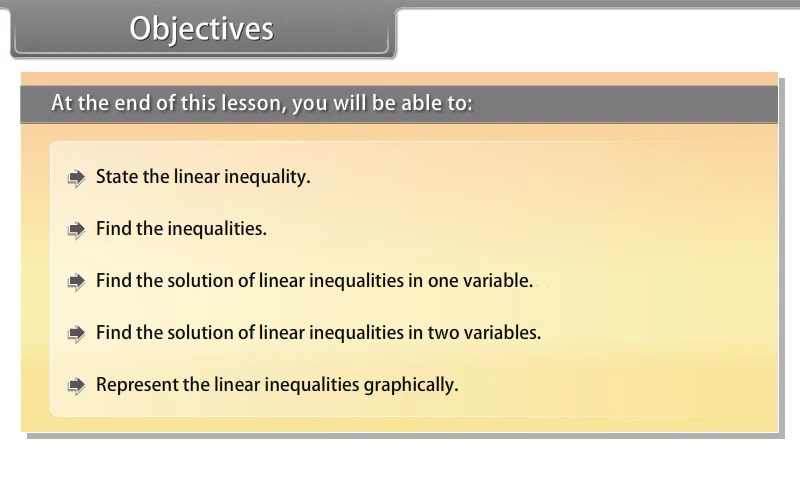 Objectives
At the end of this lesson, you will be able to:
State the linear inequality.
Find the inequalities.
Find the solution of linear inequalities in one variable.
Find the solution of linear inequalities in two variables.
Represent the linear inequalities graphically.